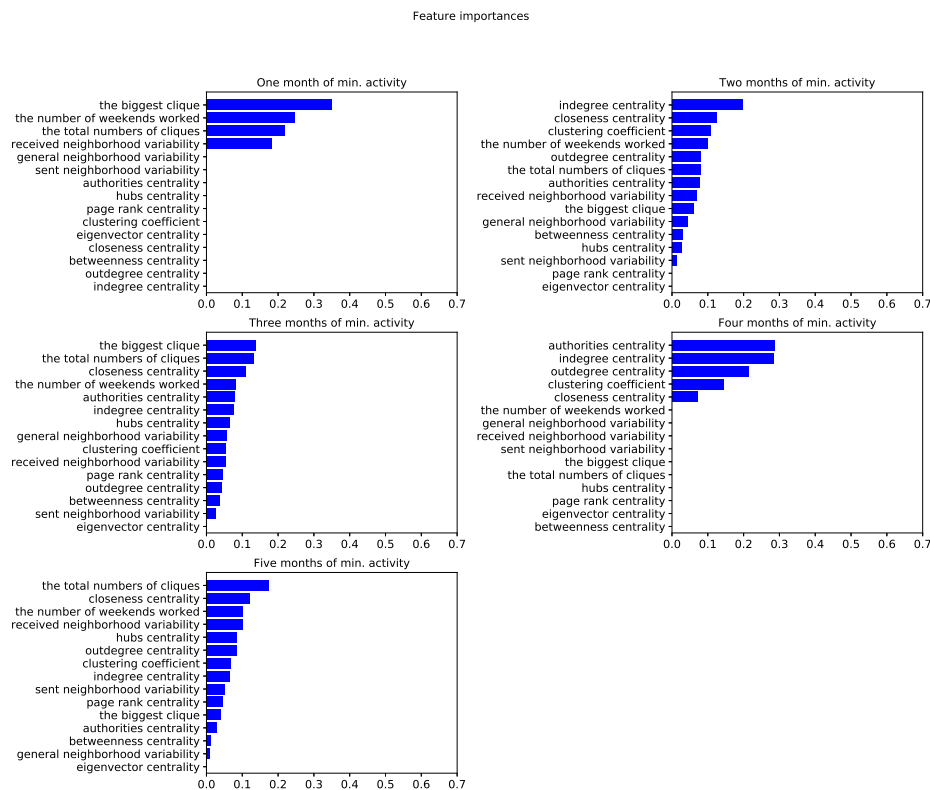 Feature importances
One month of min. activity
the biggest clique
the number of weekends worked
the total numbers of cliques
received neighborhood variability
general neighborhood variability
sent neighborhood variability
authorities centrality
hubs centrality
page rank centrality
clustering coefficient
eigenvector centrality
closeness centrality
betweenness centrality
outdegree centrality
indegree centrality
0.0 0.1 0.2 0.3 0.4 0.5 0.6 0.7
Two months of min. activity
indegree centrality
closeness centrality
clustering coefficient
the number of weekends worked
outdegree centrality
the total numbers of cliques
authorities centrality
received neighborhood variability
the biggest clique
general neighborhood variability
betweenness centrality
hubs centrality
sent neighborhood variability
page rank centrality
eigenvector centrality
0.0 0.1 0.2 0.3 0.4 0.5 0.6 0.7
Three months of min. activity
the biggest clique
the total numbers of cliques
closeness centrality
the number of weekends worked
authorities centrality
indegree centrality
hubs centrality
general neighborhood variability
clustering coefficient
received neighborhood variability
page rank centrality
outdegree centrality
betweenness centrality
sent neighborhood variability
eigenvector centrality
0.0 0.1 0.2 0.3 0.4 0.5 0.6 0.7
Four months of min. activity
authorities centrality
indegree centrality
outdegree centrality
clustering coefficient
closeness centrality
the number of weekends worked
general neighborhood variability
received neighborhood variability
sent neighborhood variability
the biggest clique
the total numbers of cliques
hubs centrality
page rank centrality
eigenvector centrality
betweenness centrality
0.0 0.1 0.2 0.3 0.4 0.5 0.6 0.7
Five months of min. activity
the total numbers of cliques
closeness centrality
the number of weekends worked
received neighborhood variability
hubs centrality
outdegree centrality
clustering coefficient
indegree centrality
sent neighborhood variability
page rank centrality
the biggest clique
authorities centrality
betweenness centrality
general neighborhood variability
eigenvector centrality
0.0 0.1 0.2 0.3 0.4 0.5 0.6 0.7